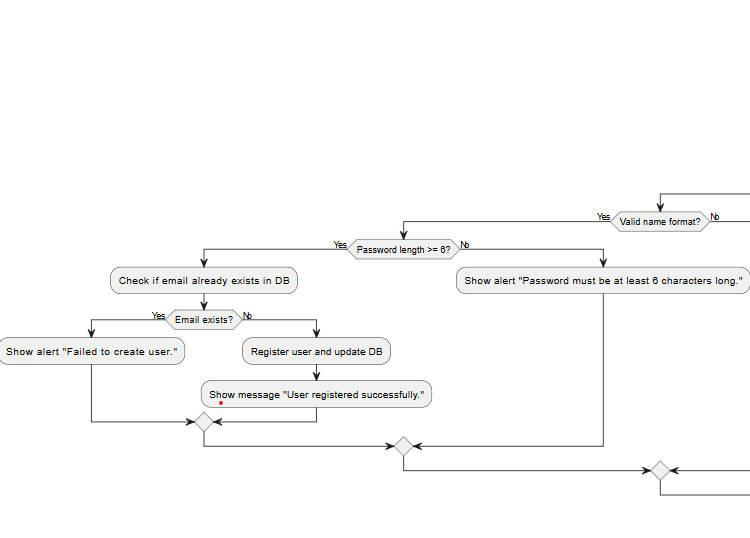 Yes
Valid name format?
No
Yes
Password length >= 6?
No
Check if email already exists in DB
Show alert "Password must be at least 6 characters long."
Yes
Email exists?
No
Show alert "Failed to create user."
Register user and update DB
Show message "User registered successfully."